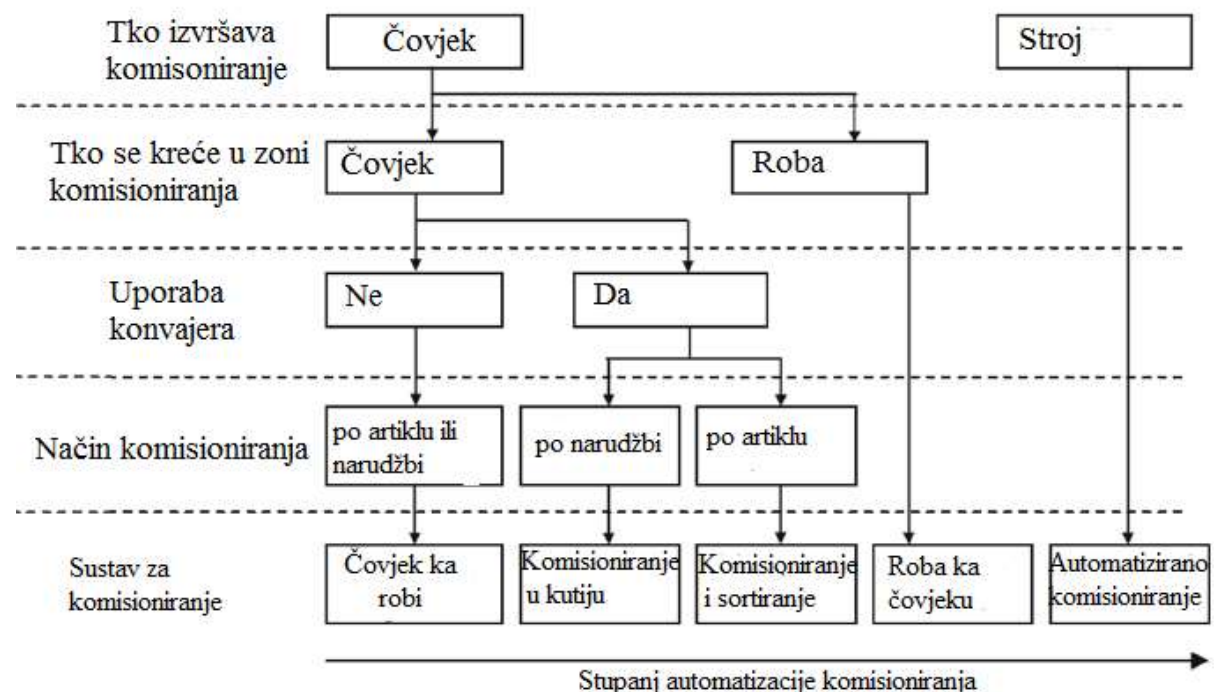 Tko izvršava
komisoniranje
Čovjek
Stroj
Tko se kreće u zoni
komisioniranja
Čovjek
Roba
Uporaba
konvajera
Ne
Da
Način komisioniranja
po artiklu ili
narudžbi
po narudžbi
po artiklu
Sustav za
komisioniranje
Čovjek ka
robi
Komisioniranje
u kutiju
Komisioniranje
i sortiranje
Roba ka
čovjeku
Automatizirano
komisioniranje
Stupanj automatizacije komisioniranja